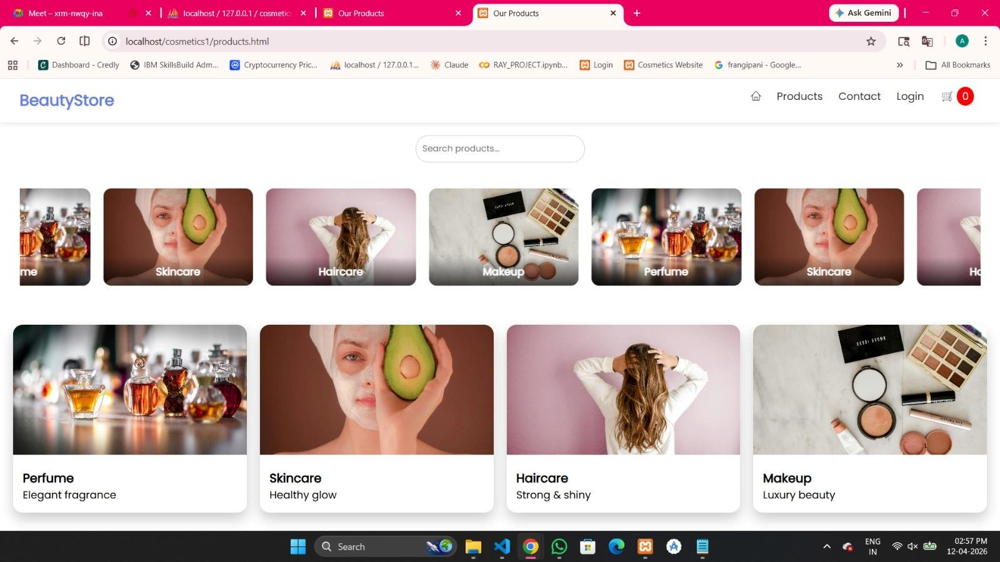 Meet – xrm-nwqy-ina
localhost / 127.0.0.1 / cosmetic
Our Products
Our Products
Ask Gemini
localhost/cosmetics1/products.html
A
Dashboard - Credly
IBM SkillsBuild Adm...
Cryptocurrency Pric...
localhost / 127.0.0.1...
Claude
RAY_PROJECT.ipynb...
Login
Cosmetics Website
frangipani - Google...
»
All Bookmarks
BeautyStore
Products
Contact
Login
0
Search products...
me
Skincare
Haircare
Makeup
Perfume
Skincare
Ha
BOBBI BROWN
Perfume
Elegant fragrance
Skincare
Healthy glow
Haircare
Strong & shiny
Makeup
Luxury beauty
Search
ENG
IN
02:57 PM
12-04-2026